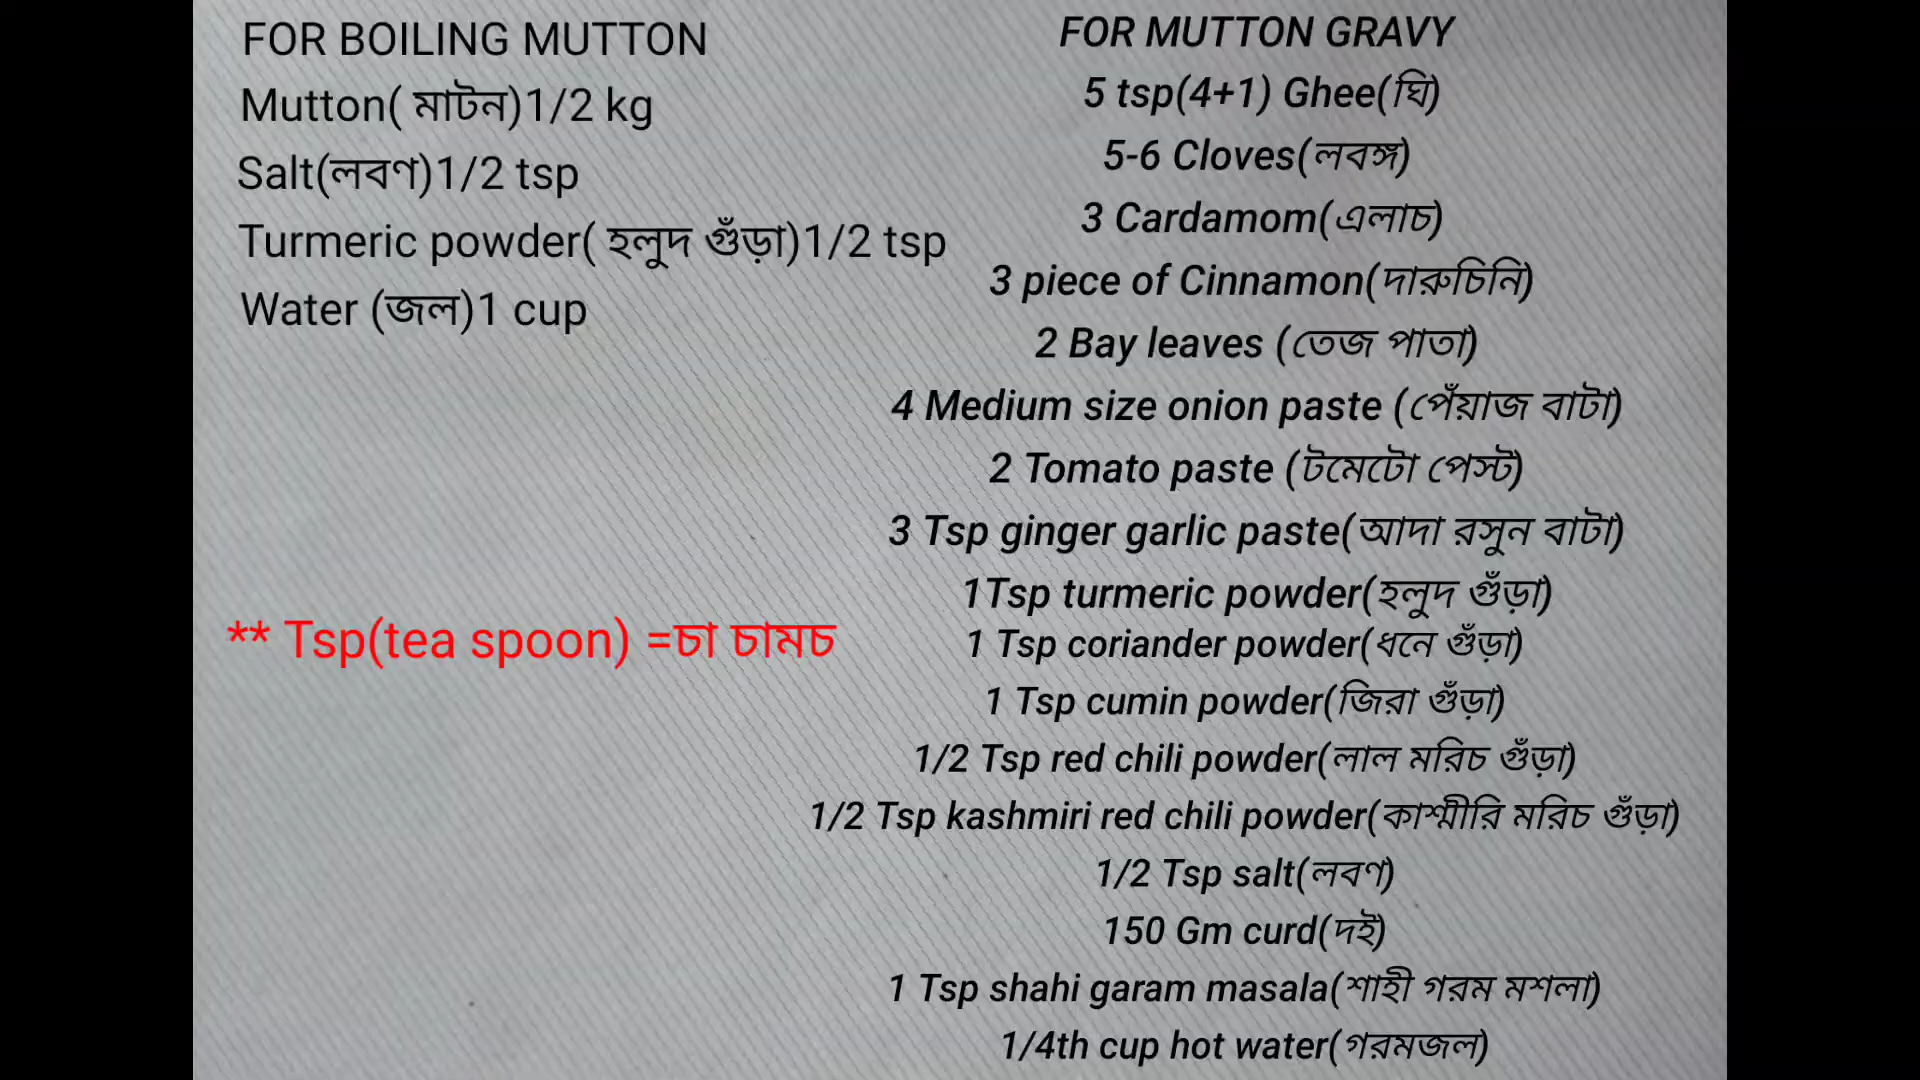 FOR BOILING MUTTON
Mutton( মাটন)1/2 kg
Salt(লবণ)1/2 tsp
Turmeric powder( হলুদ গুঁড়া)1/2 tsp
Water (জল)1 cup
** Tsp(tea spoon) =চা চামচ
FOR MUTTON GRAVY
5 tsp(4+1) Ghee(ঘি)
5-6 Cloves(লবঙ্গ)
3 Cardamom(এলাচ)
3 piece of Cinnamon(দারুচিনি)
2 Bay leaves (তেজ পাতা)
4 Medium size onion paste (পেঁয়াজ বাটা)
2 Tomato paste (টমেটো পেস্ট)
3 Tsp ginger garlic paste(আদা রসুন বাটা)
1Tsp turmeric powder(হলুদ গুঁড়া)
1 Tsp coriander powder(ধনে গুঁড়া)
1 Tsp cumin powder(জিরা গুঁড়া)
1/2 Tsp red chili powder(লাল মরিচ গুঁড়া)
1/2 Tsp kashmiri red chili powder(কাশ্মীরি মরিচ গুঁড়া)
1/2 Tsp salt(লবণ)
150 Gm curd(দই)
1 Tsp shahi garam masala(শাহী গরম মশলা)
1/4th cup hot water(গরমজল)